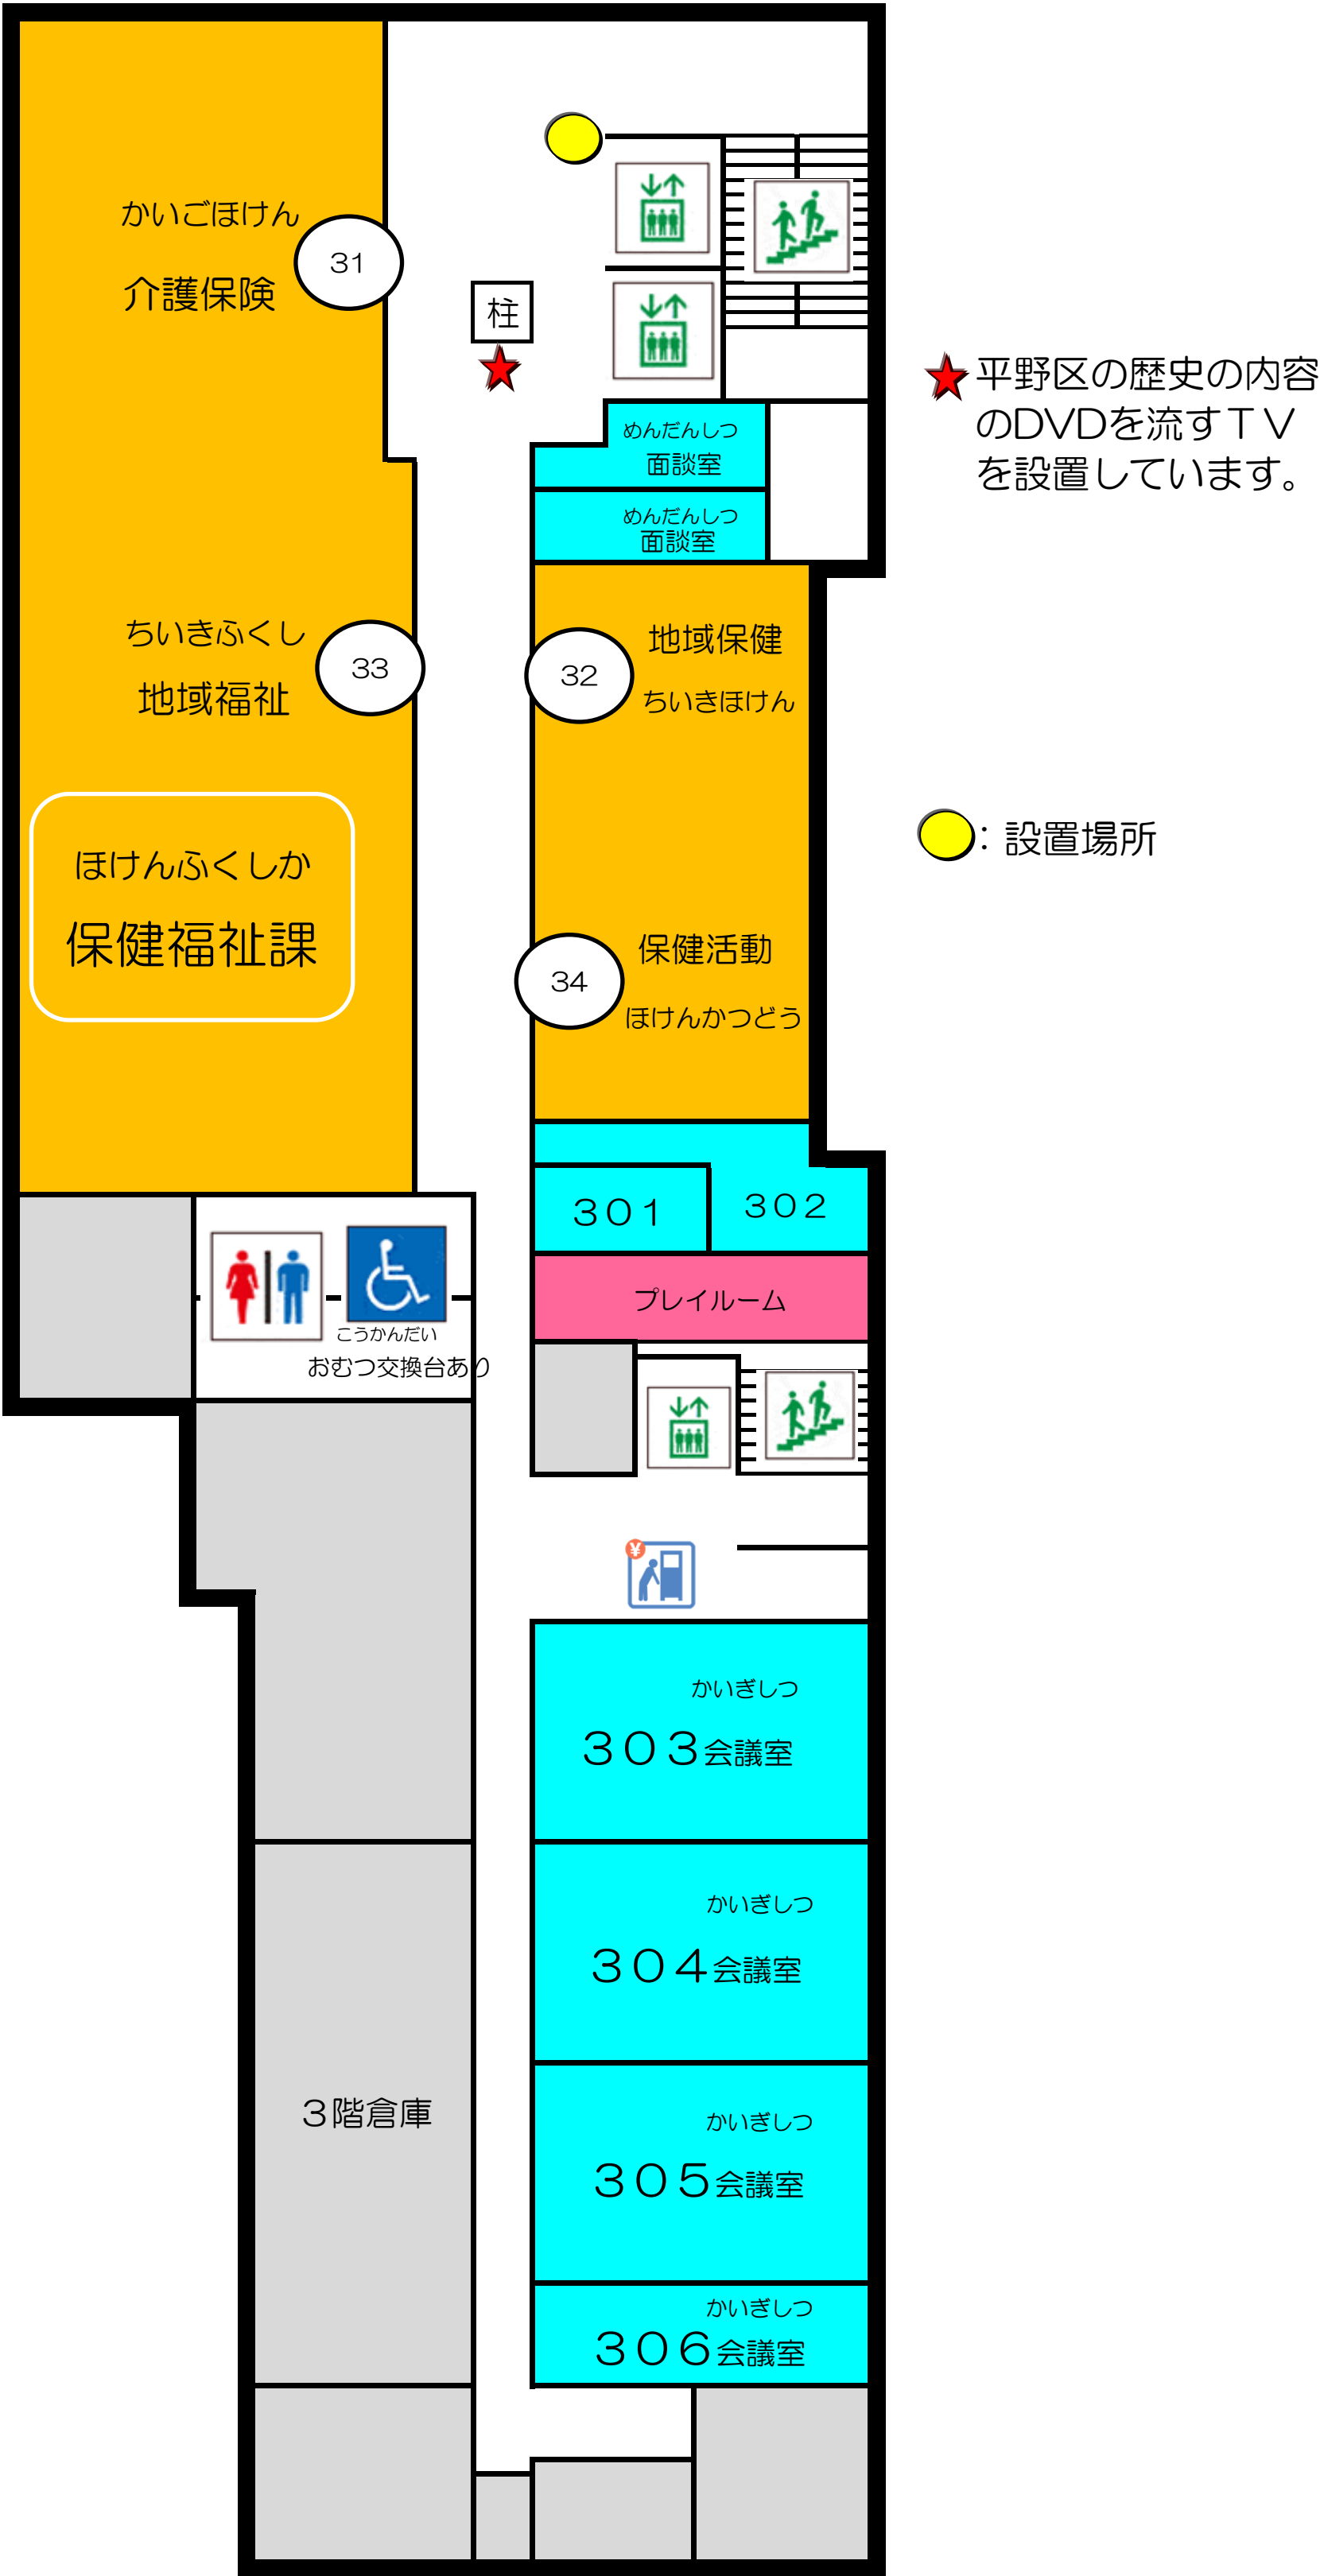 かいごほけん
介護保険
31
柱
平野区の歴史の内容
のDVDを流すTV
を設置しています。
めんだんしつ
面談室
めんだんしつ
面談室
ちいきふくし
地域福祉
33
32
地域保健
ちいきほけん
:設置場所
ほけんふくしか
保健福祉課
34
保健活動
ほけんかつどう
301
302
プレイルーム
こうかんだい
おむつ交換台あり
¥
かいぎしつ
303会議室
かいぎしつ
304会議室
3階倉庫
かいぎしつ
305会議室
かいぎしつ
306会議室